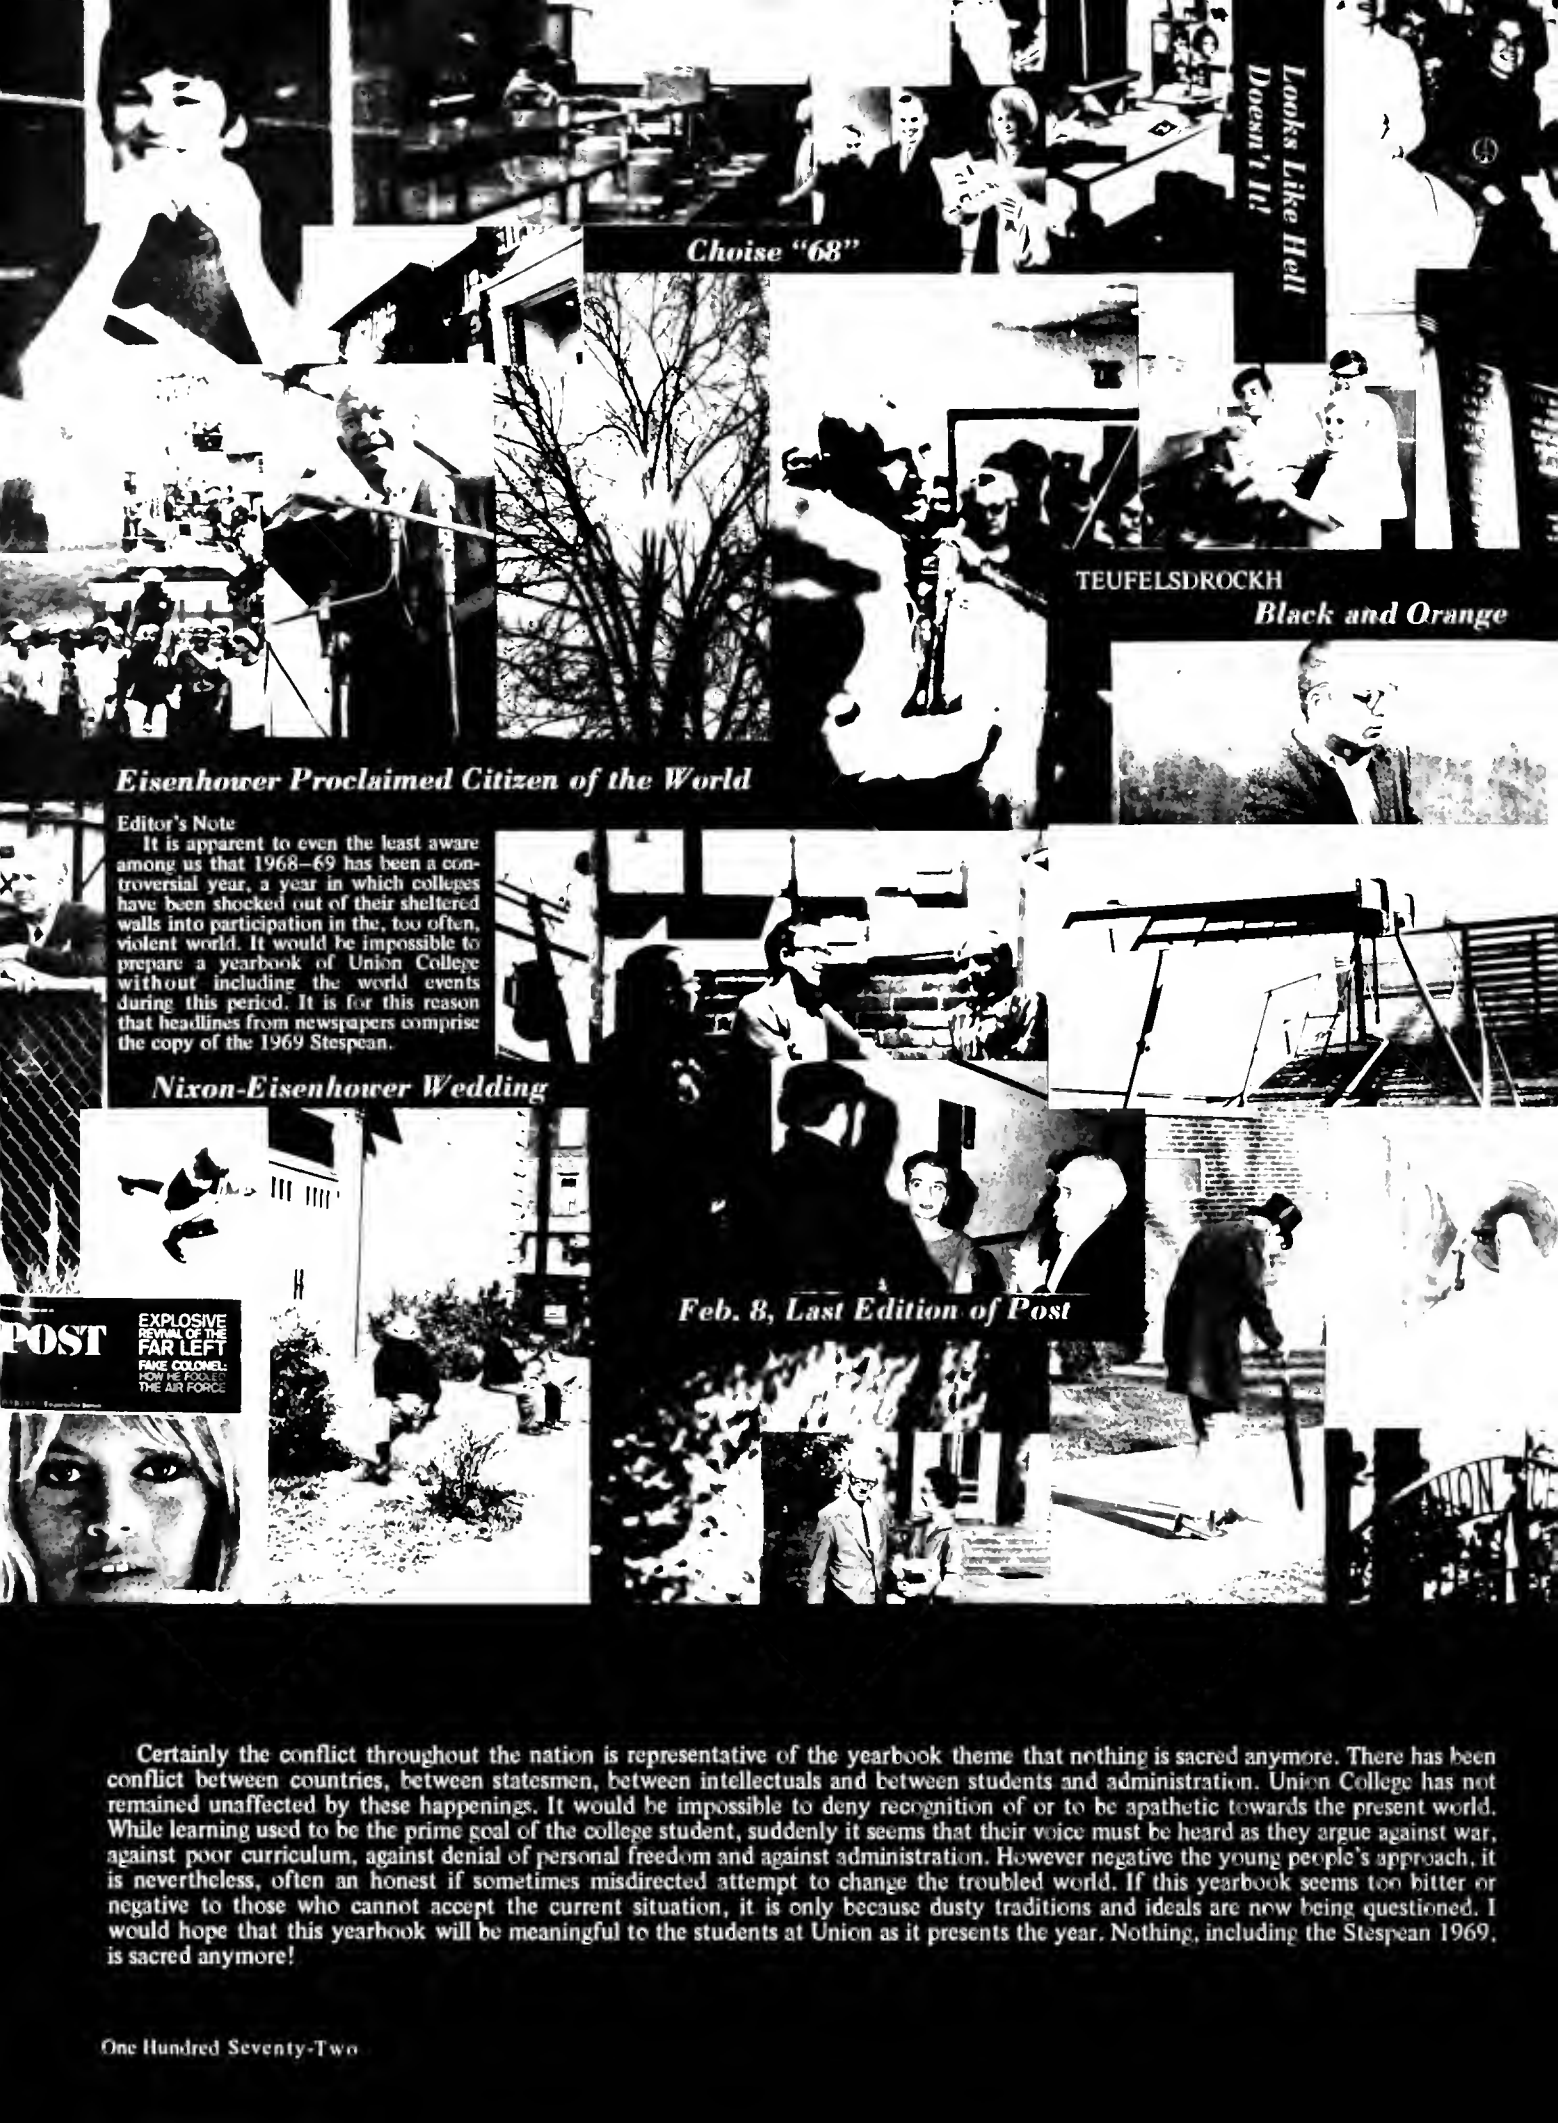 Looks Like Hell
Doesn't It!
Choise “68”
TEUFELSDROCKH
Black and Orange
Eisenhower Proclaimed Citizen of the World
Editor's Note
It is apparent to even the least aware
among us that 1968–69 has been a con-
troversial year, a year in which colleges
have been shocked out of their sheltered
walls into participation in the, too often,
violent world. It would be impossible to
prepare a yearbook of Union College
without including the world events
during this period. It is for this reason
that headlines from newspapers comprise
the copy of the 1969 Stespean.
Nixon-Eisenhower Wedding
POST
EXPLOSIVE
REVIVAL OF THE
FAR LEFT
FAKE COLONEL:
HOW HE FOOLED
THE AIR FORCE
Feb. 8, Last Edition of Post
NION
Certainly the conflict throughout the nation is representative of the yearbook theme that nothing is sacred anymore. There has been
conflict between countries, between statesmen, between intellectuals and between students and administration. Union College has not
remained unaffected by these happenings. It would be impossible to deny recognition of or to be apathetic towards the present world.
While learning used to be the prime goal of the college student, suddenly it seems that their voice must be heard as they argue against war,
against poor curriculum, against denial of personal freedom and against administration. However negative the young people's approach, it
is nevertheless, often an honest if sometimes misdirected attempt to change the troubled world. If this yearbook seems too bitter or
negative to those who cannot accept the current situation, it is only because dusty traditions and ideals are now being questioned. I
would hope that this yearbook will be meaningful to the students at Union as it presents the year. Nothing, including the Stespean 1969,
is sacred anymore!
One Hundred Seventy-Two